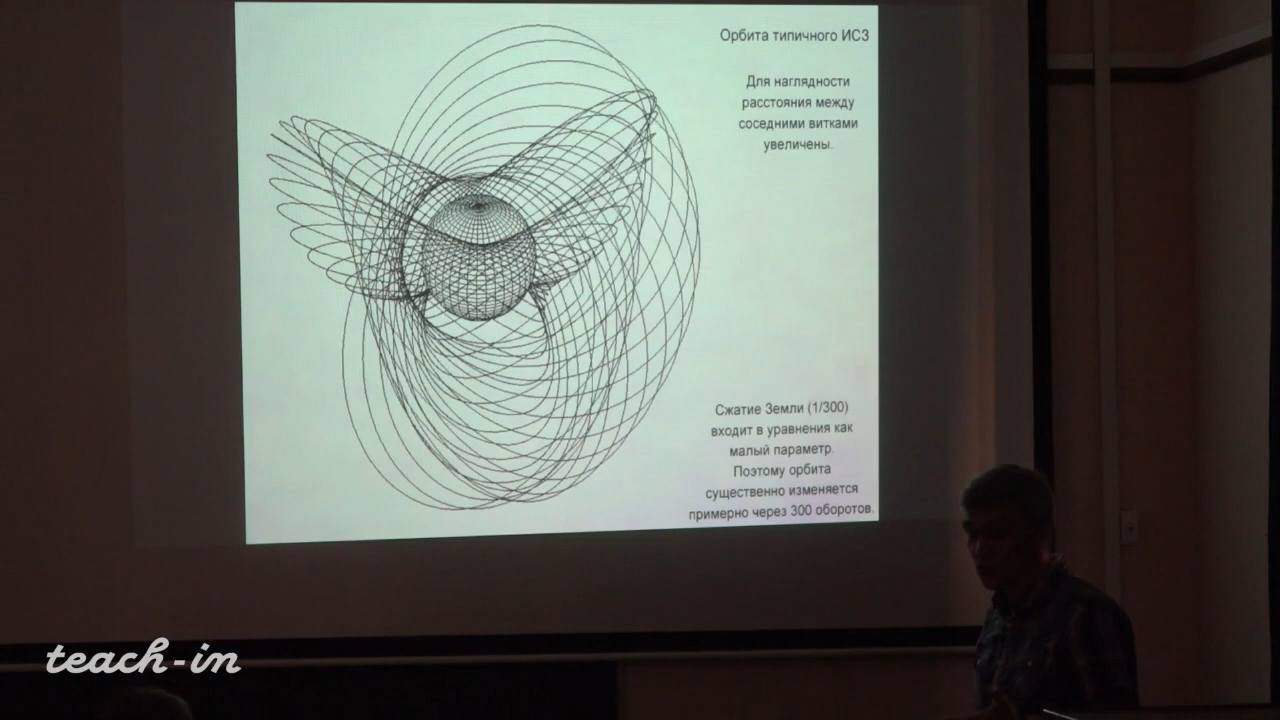 Орбита типичного ИСЗ
Для наглядности
расстояния между
соседними витками
увеличены.
Сжатие Земли (1/300)
входит в уравнения как
малый параметр.
Поэтому орбита
существенно изменяется
примерно через 300 оборотов.
teach-in